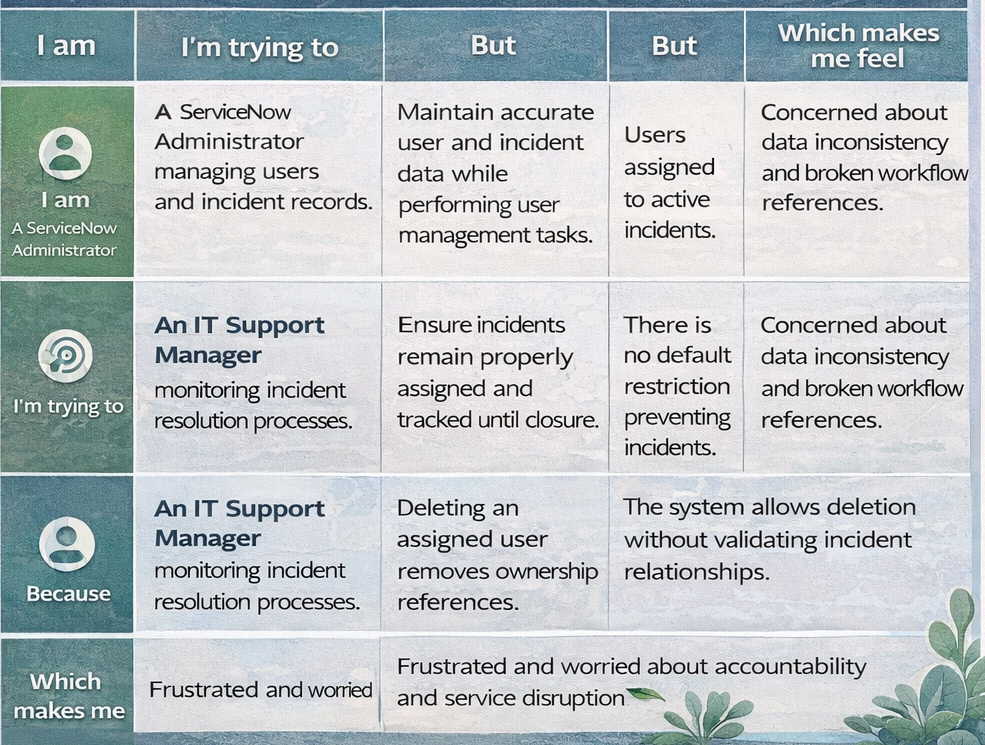 I am
I'm trying to
But
But
Which makes
me feel
I am
A ServiceNow
Administrator
A ServiceNow
Administrator
managing users
and incident records.
Maintain accurate
user and incident
data while
performing user
management tasks.
Users
assigned
to active
incidents.
Concerned about
data inconsistency
and broken workflow
references.
I'm trying to
An IT Support
Manager
monitoring incident
resolution processes.
Ensure incidents
remain properly
assigned and
tracked until closure.
There is
no default
restriction
preventing
incidents.
Concerned about
data inconsistency
and broken workflow
references.
Because
An IT Support
Manager
monitoring incident
resolution processes.
Deleting an
assigned user
removes ownership
references.
The system allows deletion
without validating incident
relationships.
Which
makes me
Frustrated and worried
Frustrated and worried about accountability
and service disruption